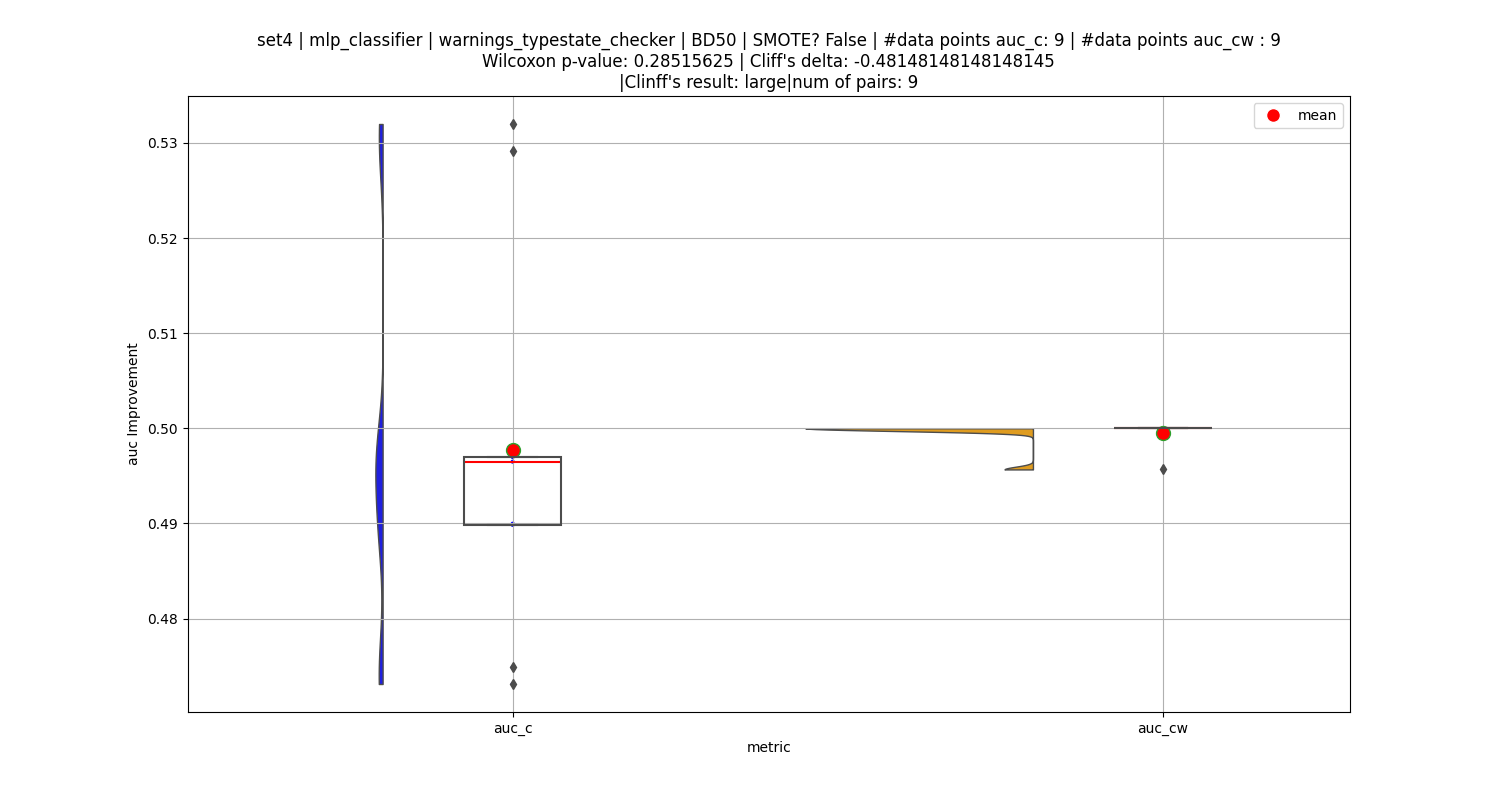 set4 | mlp_classifier | warnings_typestate_checker | BD50 | SMOTE? False | #data points auc_c: 9 | #data points auc_cw : 9
Wilcoxon p-value: 0.28515625 | Cliff's delta: -0.48148148148148145
|Clinff's result: large|num of pairs: 9
mean
0.53
0.52
0.51
0.50
0.49
0.48
auc Improvement
auc_c
auc_cw
metric